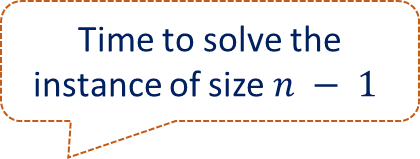 Time to solve the
instance of size n − 1